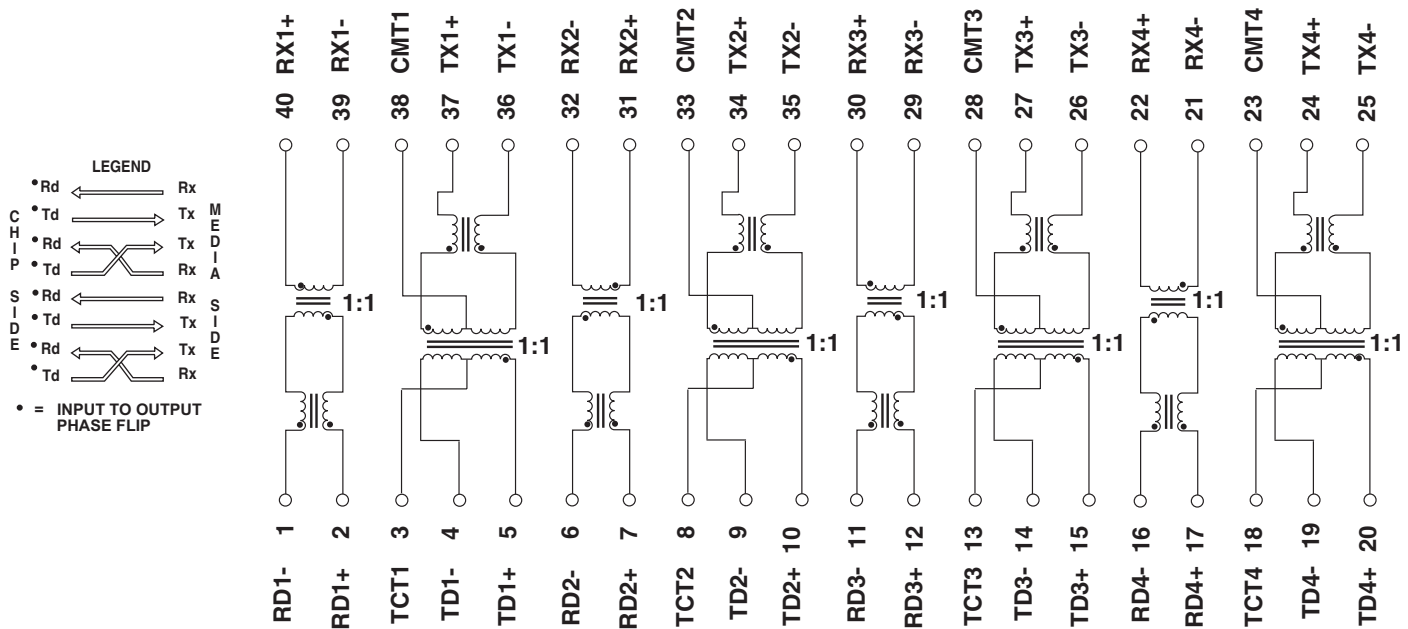 RX1+ RX1- CMT1 TX1+ TX1- RX2- RX2+ CMT2 TX2+ TX2- RX3+ RX3- CMT3 TX3+ TX3- RX4+ RX4- CMT4 TX4+ TX4-
40 39 38 37 36 32 31 33 34 35 30 29 28 27 26 22 21 23 24 25
LEGEND
CHIP SIDE
MEDIA SIDE
•Rd Rx
•Td Tx
•Rd Tx
•Td Rx
•Rd Rx
•Td Tx
•Rd Tx
•Td Rx
• = INPUT TO OUTPUT
PHASE FLIP
1:1 1:1 1:1 1:1 1:1 1:1 1:1 1:1
1 2 3 4 5 6 7 8 9 10 11 12 13 14 15 16 17 18 19 20
RD1- RD1+ TCT1 TD1- TD1+ RD2- RD2+ TCT2 TD2- TD2+ RD3- RD3+ TCT3 TD3- TD3+ RD4- RD4+ TCT4 TD4- TD4+